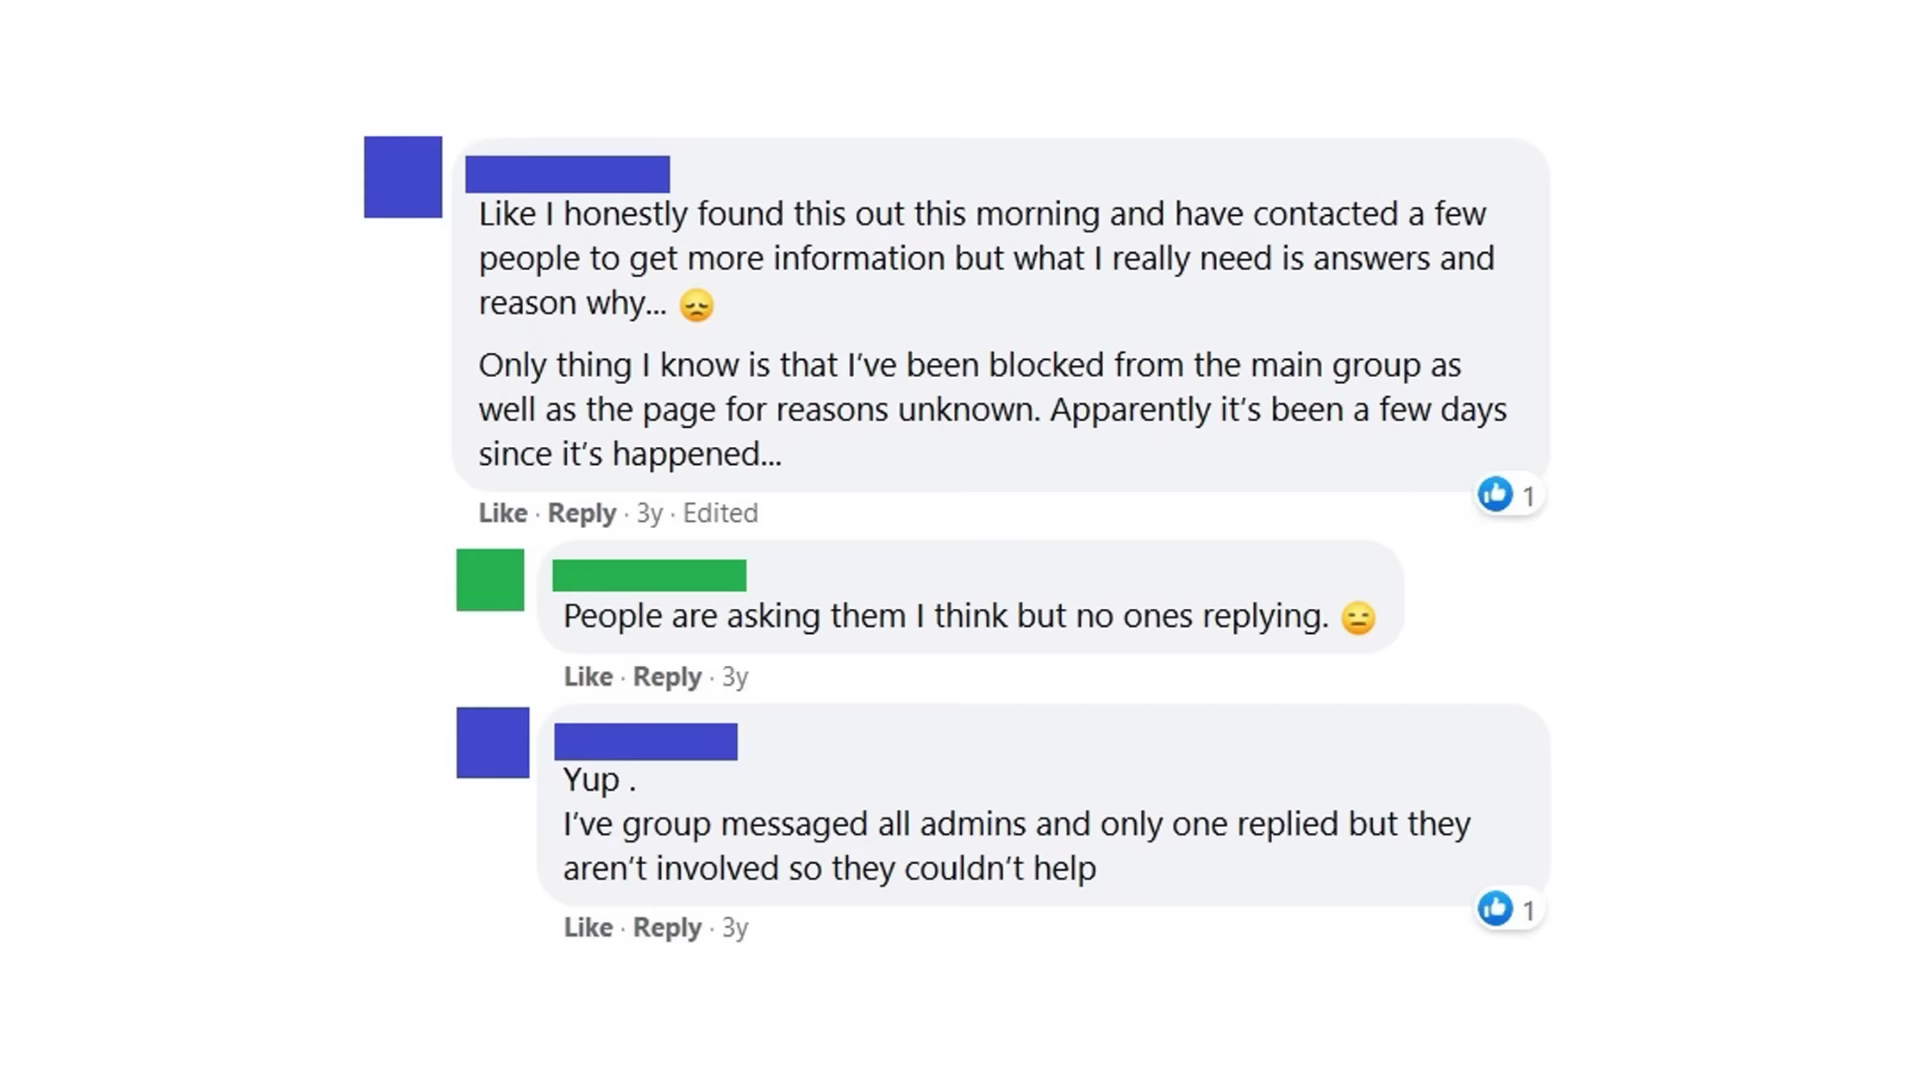 Like I honestly found this out this morning and have contacted a few
people to get more information but what I really need is answers and
reason why... 😞
Only thing I know is that I’ve been blocked from the main group as
well as the page for reasons unknown. Apparently it’s been a few days
since it’s happened...
1
Like · Reply · 3y · Edited
People are asking them I think but no ones replying. 😑
Like · Reply · 3y
Yup .
I’ve group messaged all admins and only one replied but they
aren’t involved so they couldn’t help
1
Like · Reply · 3y